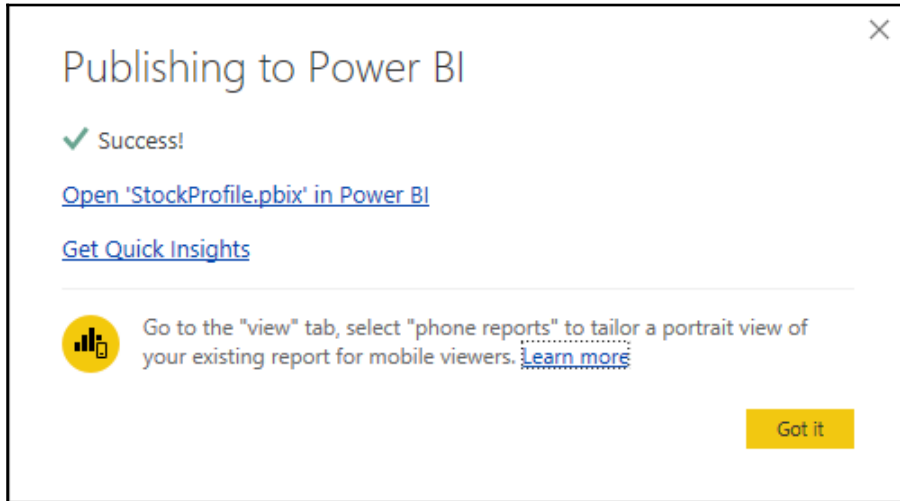 Publishing to Power BI
Success!
Open 'StockProfile.pbix' in Power BI
Get Quick Insights
Go to the "view" tab, select "phone reports" to tailor a portrait view of
your existing report for mobile viewers. Learn more
Got it